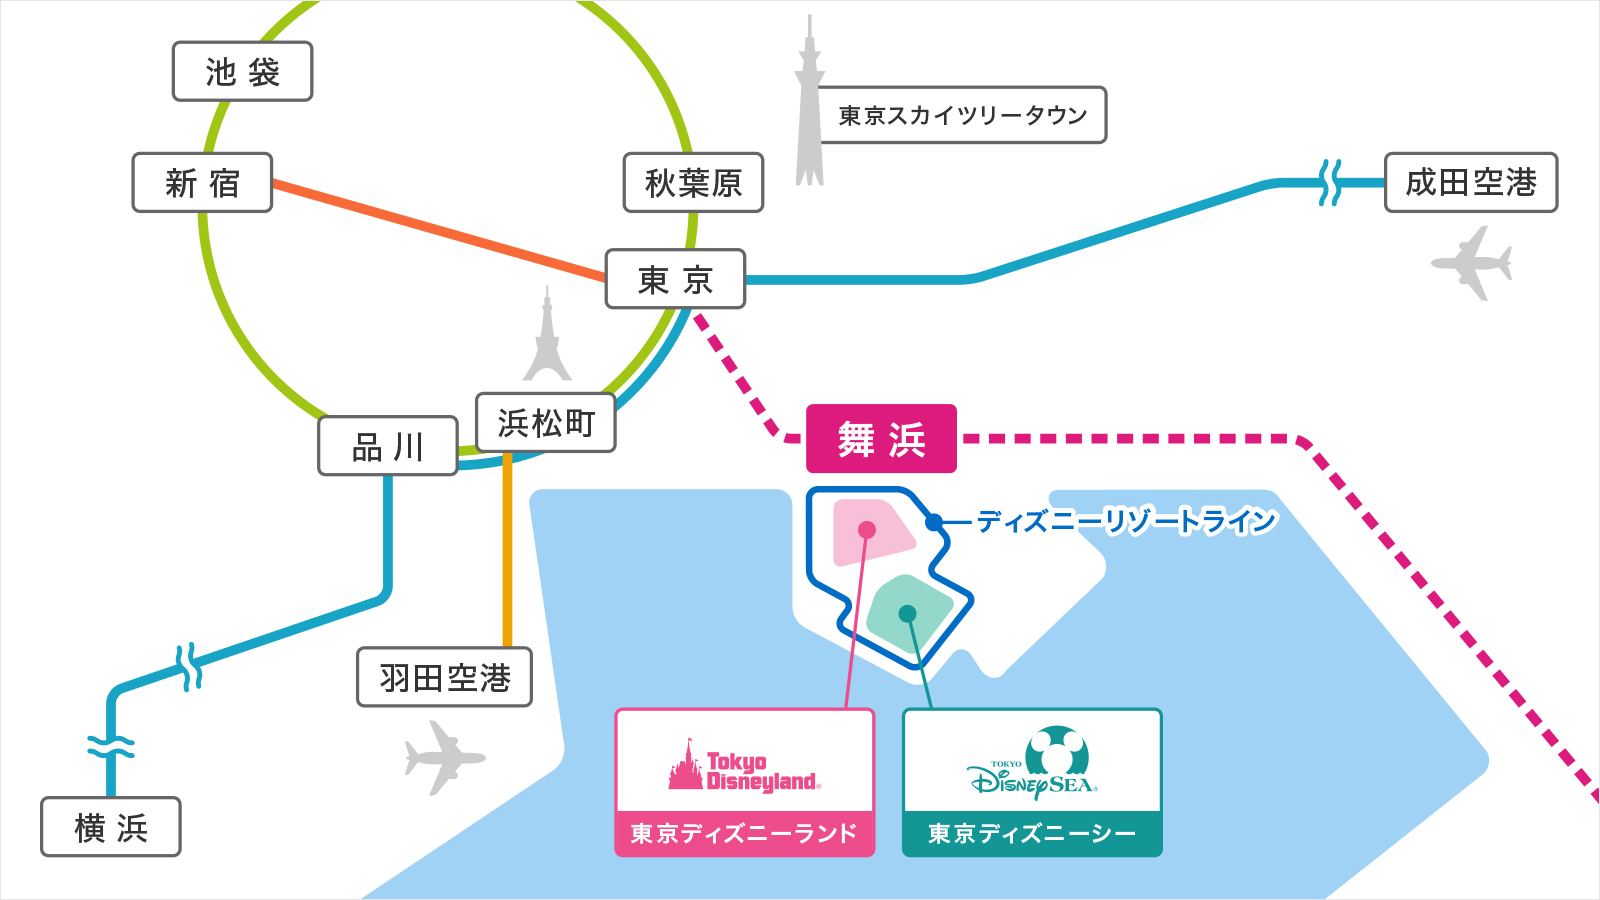 池袋
東京スカイツリータウン
新宿
秋葉原
成田空港
東京
浜松町
品川
舞浜
ディズニーリゾートライン
羽田空港
Tokyo
Disneyland®
東京ディズニーランド
TOKYO
DISNEYSEA®
東京ディズニーシー
横浜